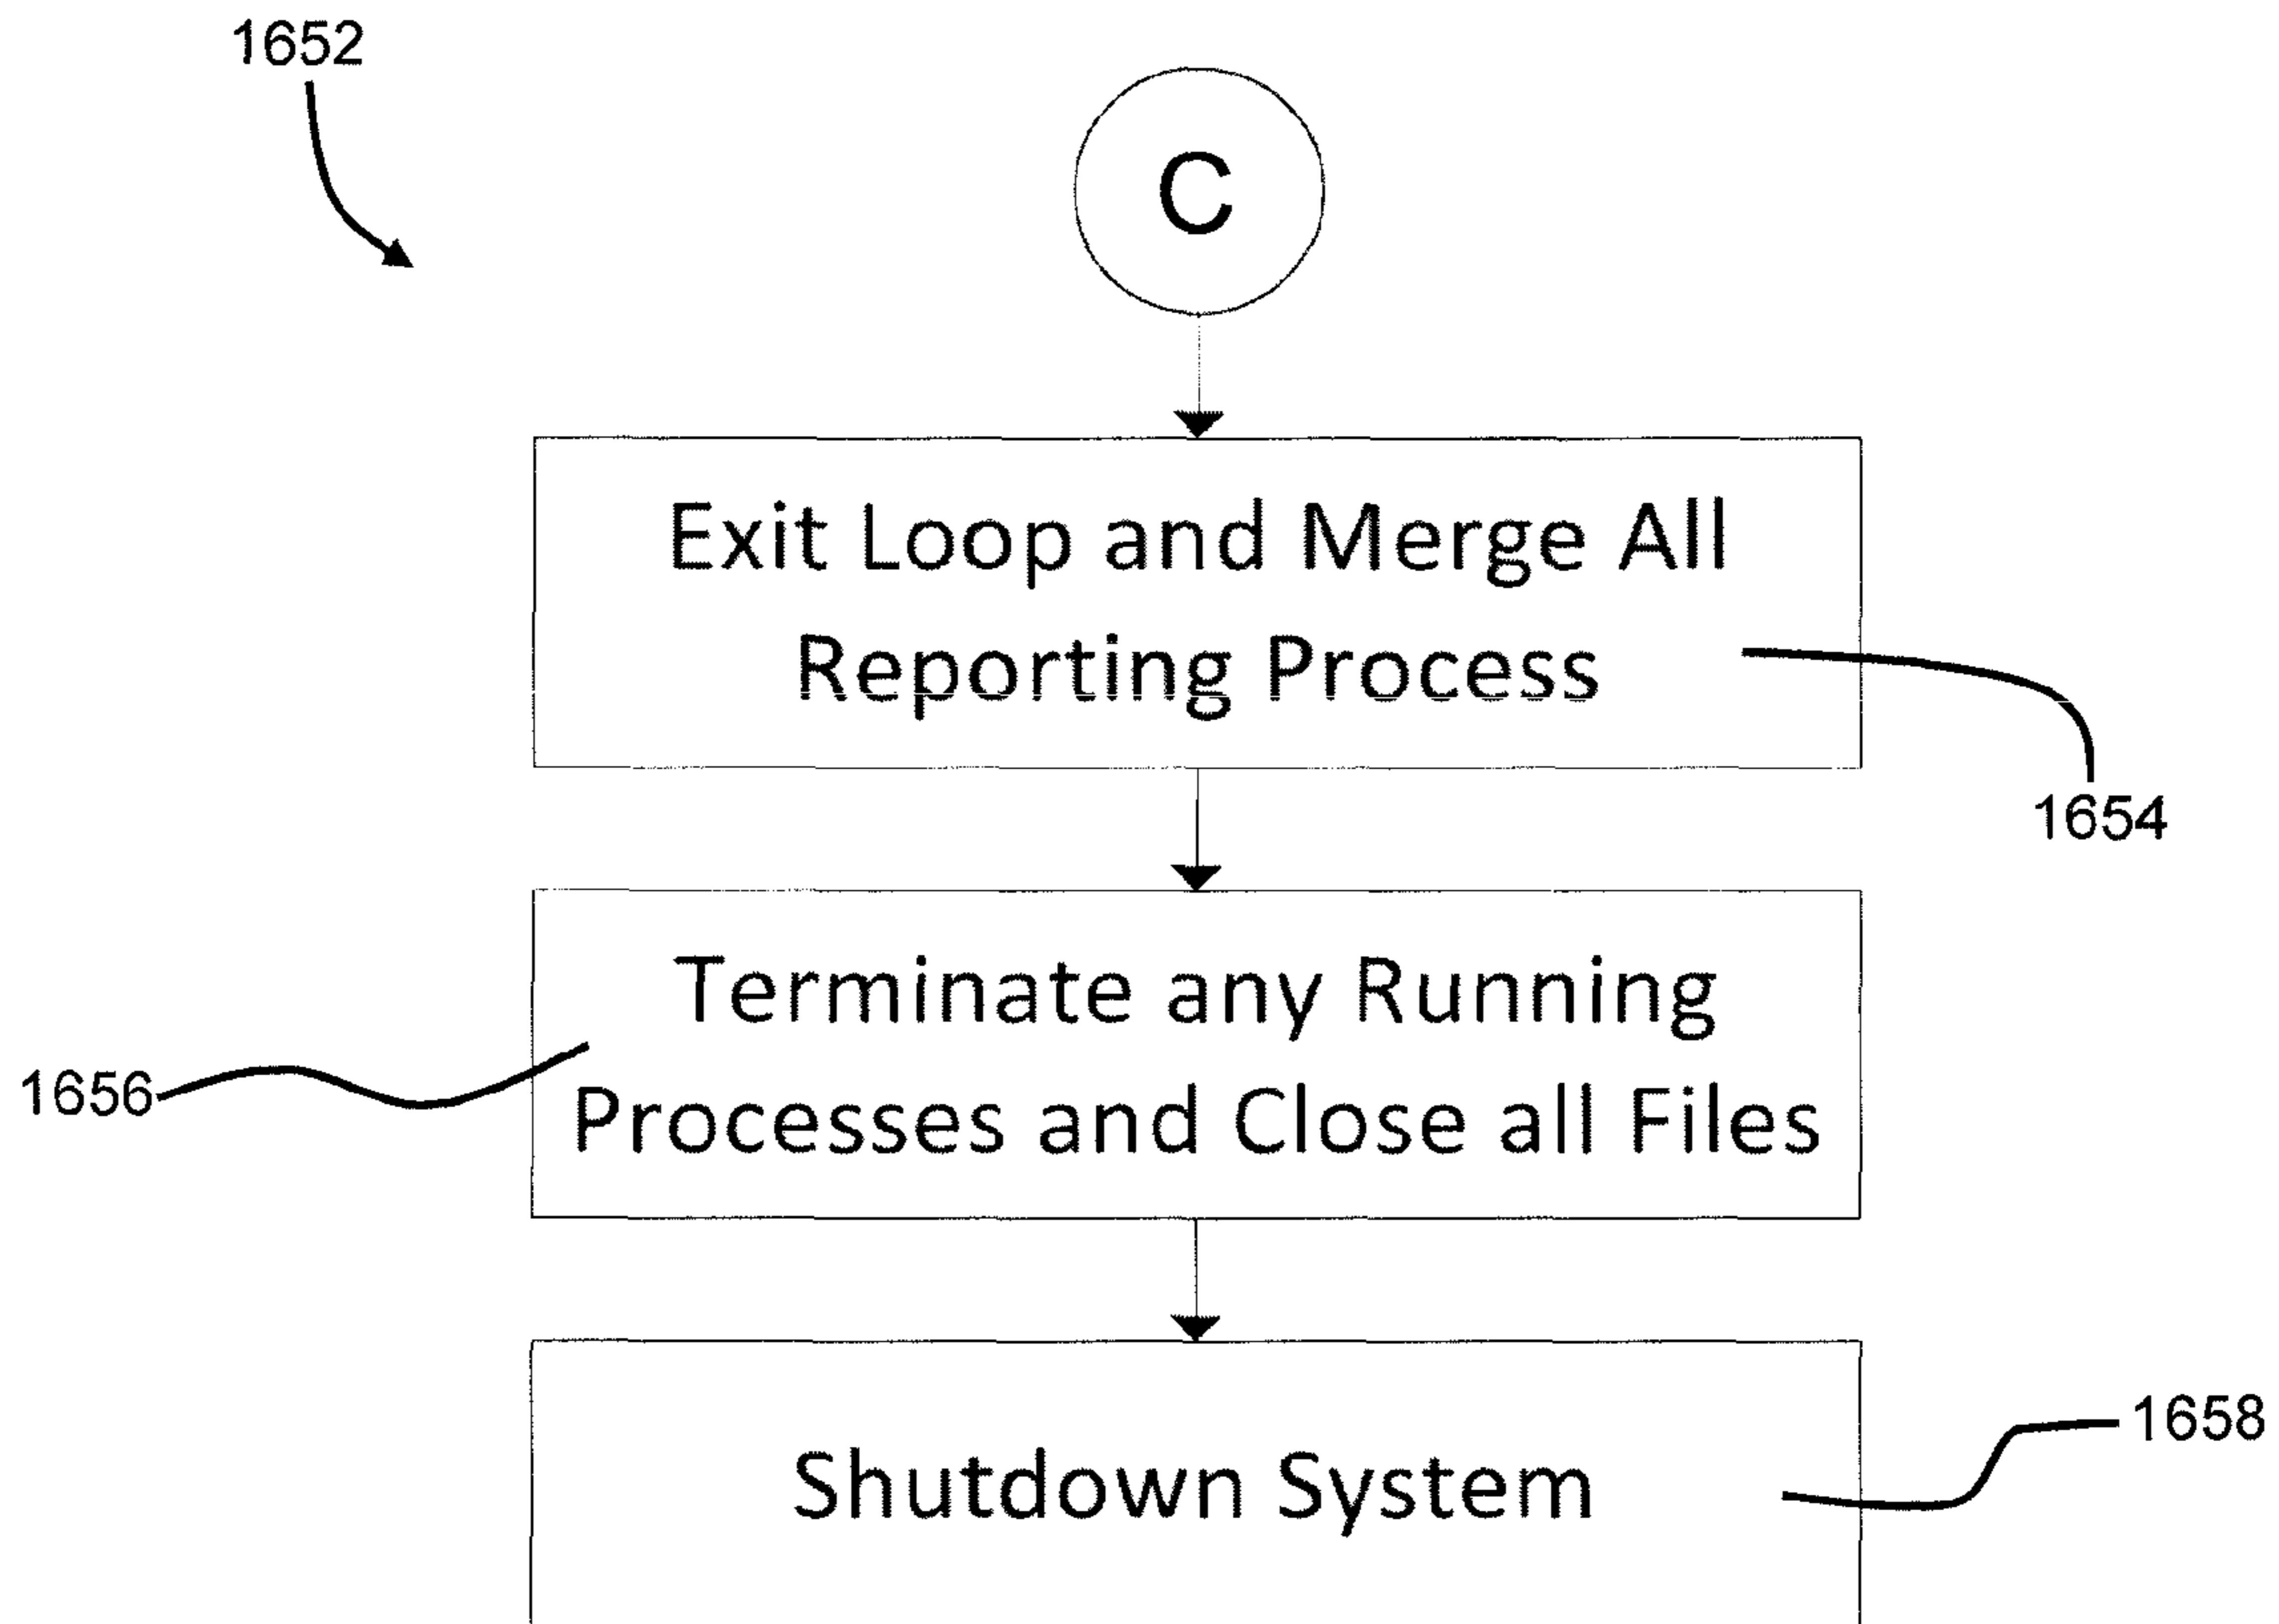 1652
C
Exit Loop and Merge All
Reporting Process
1654
Terminate any Running
Processes and Close all Files
1656
Shutdown System
1658